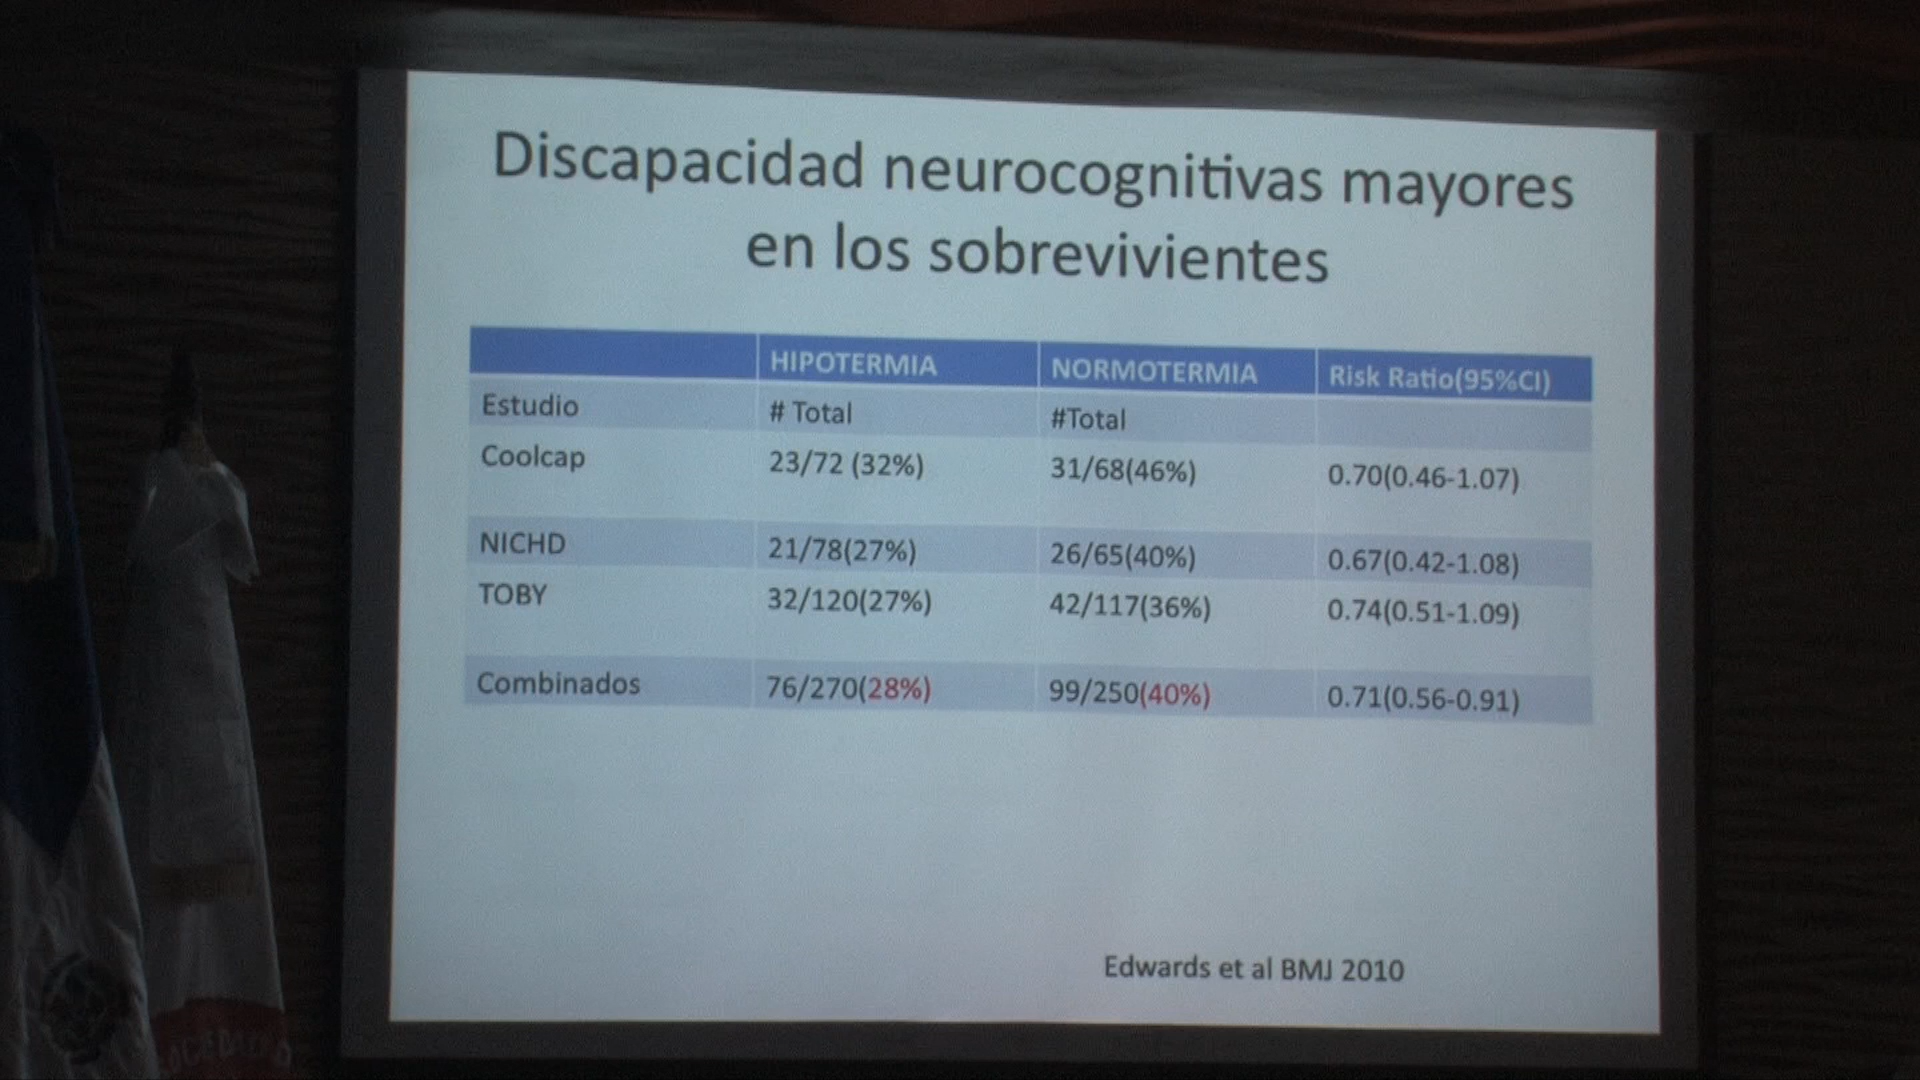 Discapacidad neurocognitivas mayores
en los sobrevivientes
HIPOTERMIA NORMOTERMIA Risk Ratio(95%CI)
Estudio # Total #Total
Coolcap 23/72 (32%) 31/68(46%) 0.70(0.46-1.07)
NICHD 21/78(27%) 26/65(40%) 0.67(0.42-1.08)
TOBY 32/120(27%) 42/117(36%) 0.74(0.51-1.09)
Combinados 76/270(28%) 99/250(40%) 0.71(0.56-0.91)
Edwards et al BMJ 2010